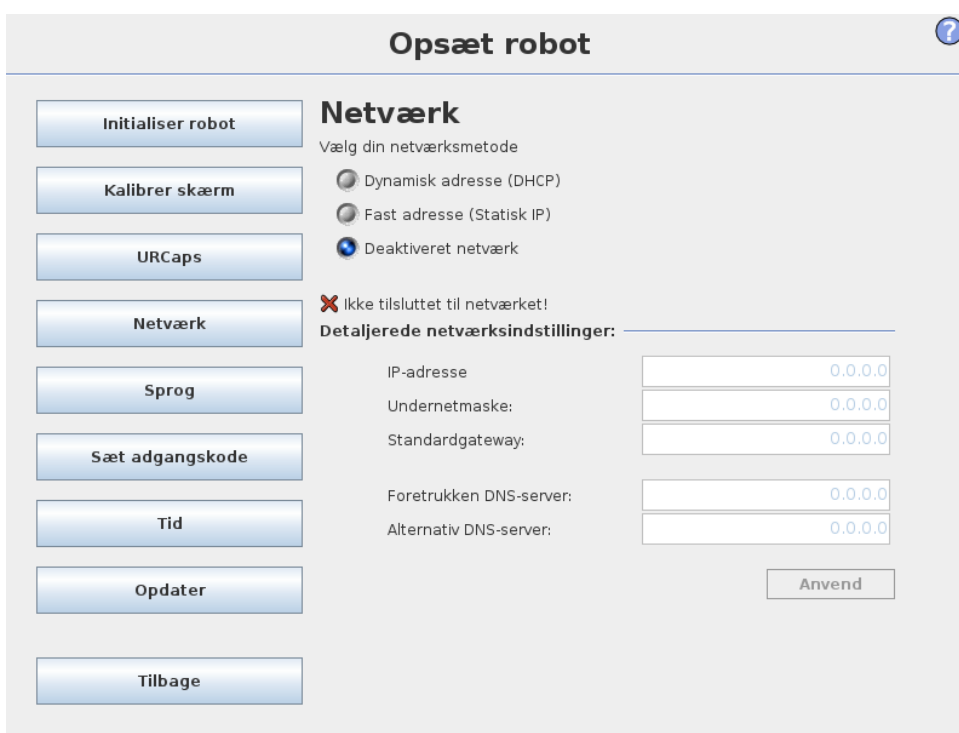 Opsæt robot
?
Initialiser robot
Kalibrer skærm
URCaps
Netværk
Sprog
Sæt adgangskode
Tid
Opdater
Tilbage
Netværk
Vælg din netværksmetode
Dynamisk adresse (DHCP)
Fast adresse (Statisk IP)
Deaktiveret netværk
Ikke tilsluttet til netværket!
Detaljerede netværksindstillinger:
IP-adresse 0.0.0.0
Undernetmaske: 0.0.0.0
Standardgateway: 0.0.0.0
Foretrukken DNS-server: 0.0.0.0
Alternativ DNS-server: 0.0.0.0
Anvend